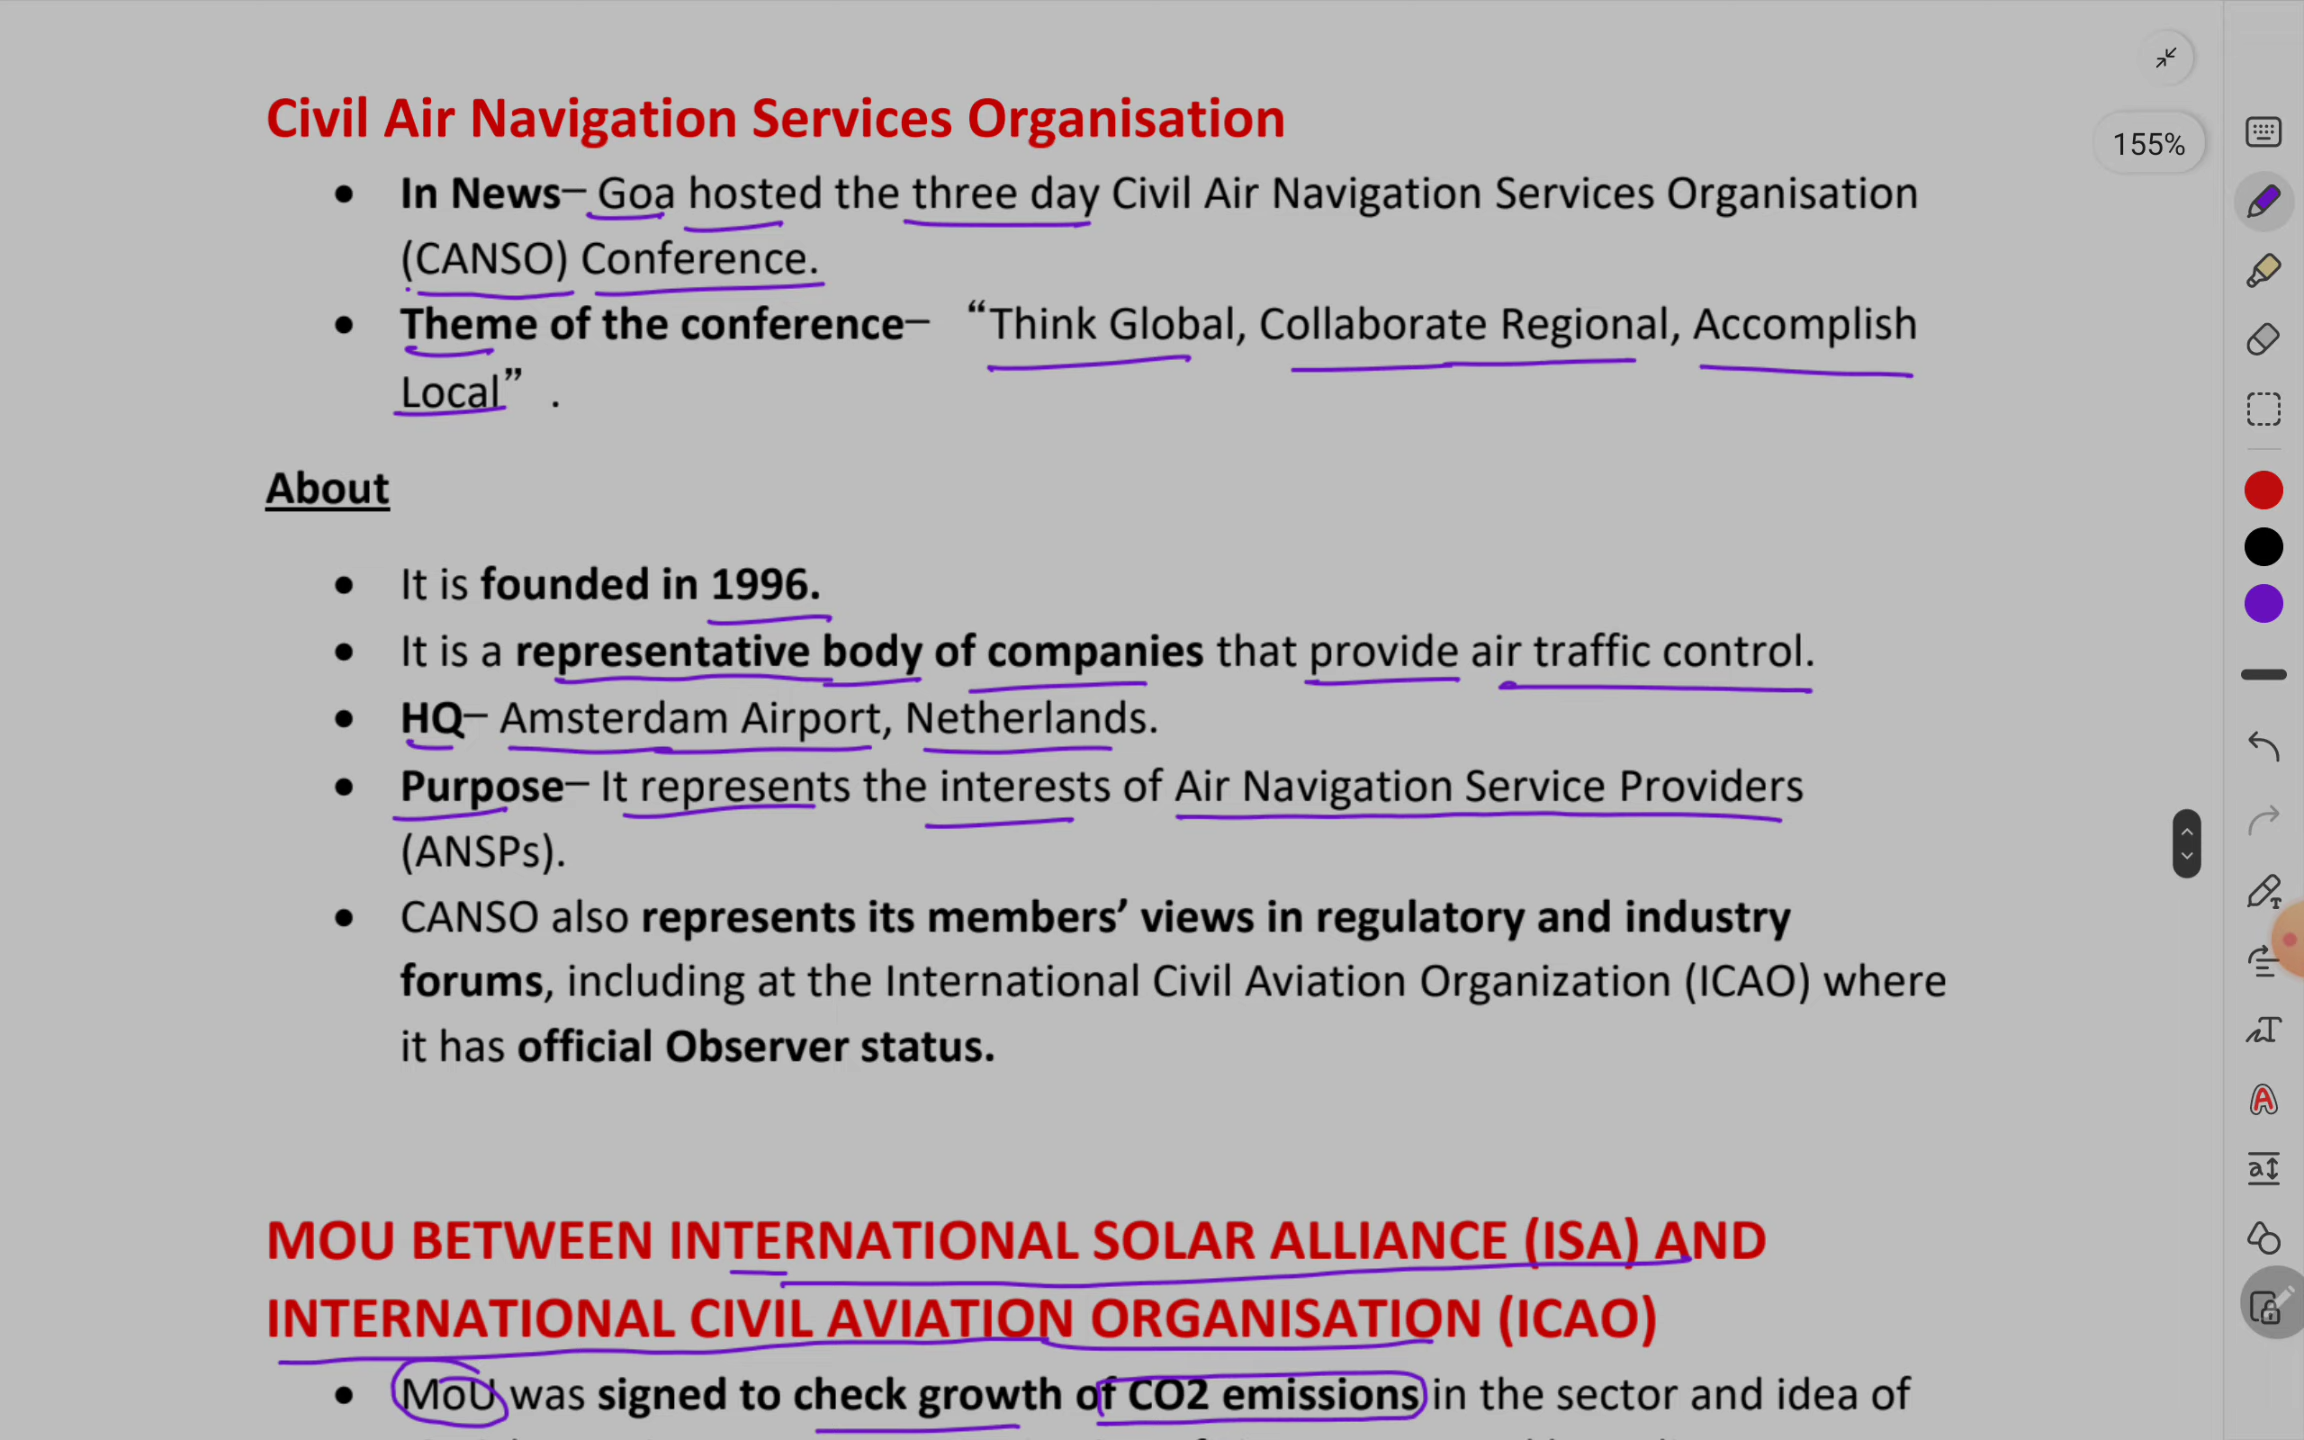 Civil Air Navigation Services Organisation
155%
● In News– Goa hosted the three day Civil Air Navigation Services Organisation
(CANSO) Conference.
● Theme of the conference– “Think Global, Collaborate Regional, Accomplish
Local” .
About
● It is founded in 1996.
● It is a representative body of companies that provide air traffic control.
● HQ– Amsterdam Airport, Netherlands.
● Purpose– It represents the interests of Air Navigation Service Providers
(ANSPs).
● CANSO also represents its members’ views in regulatory and industry
forums, including at the International Civil Aviation Organization (ICAO) where
it has official Observer status.
MOU BETWEEN INTERNATIONAL SOLAR ALLIANCE (ISA) AND
INTERNATIONAL CIVIL AVIATION ORGANISATION (ICAO)
● MoU was signed to check growth of CO2 emissions in the sector and idea of